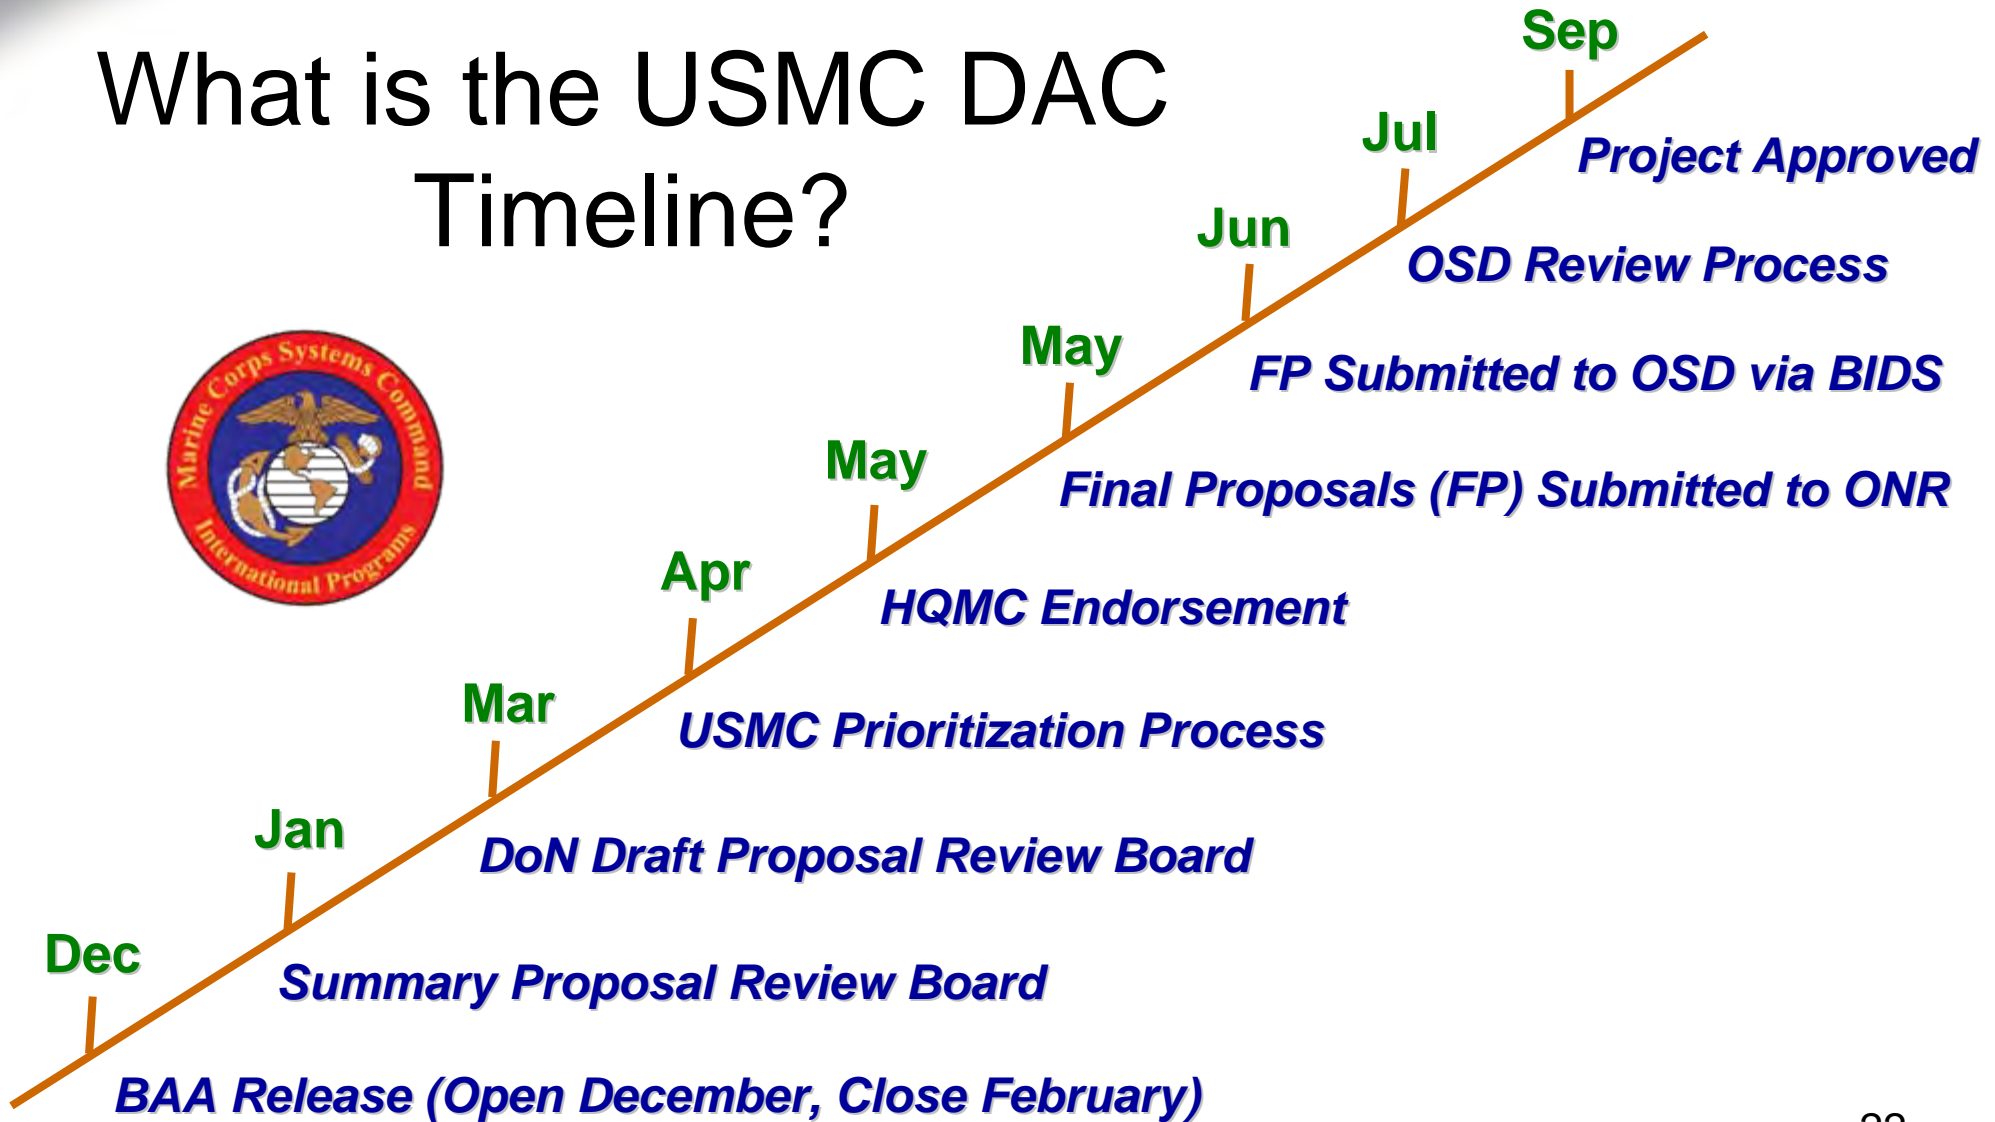 What is the USMC DAC
Timeline?
Sep
Project Approved
Jul
OSD Review Process
Jun
FP Submitted to OSD via BIDS
May
Final Proposals (FP) Submitted to ONR
May
HQMC Endorsement
Apr
USMC Prioritization Process
Mar
DoN Draft Proposal Review Board
Jan
Summary Proposal Review Board
Dec
BAA Release (Open December, Close February)
Marine Corps Systems Command
International Programs